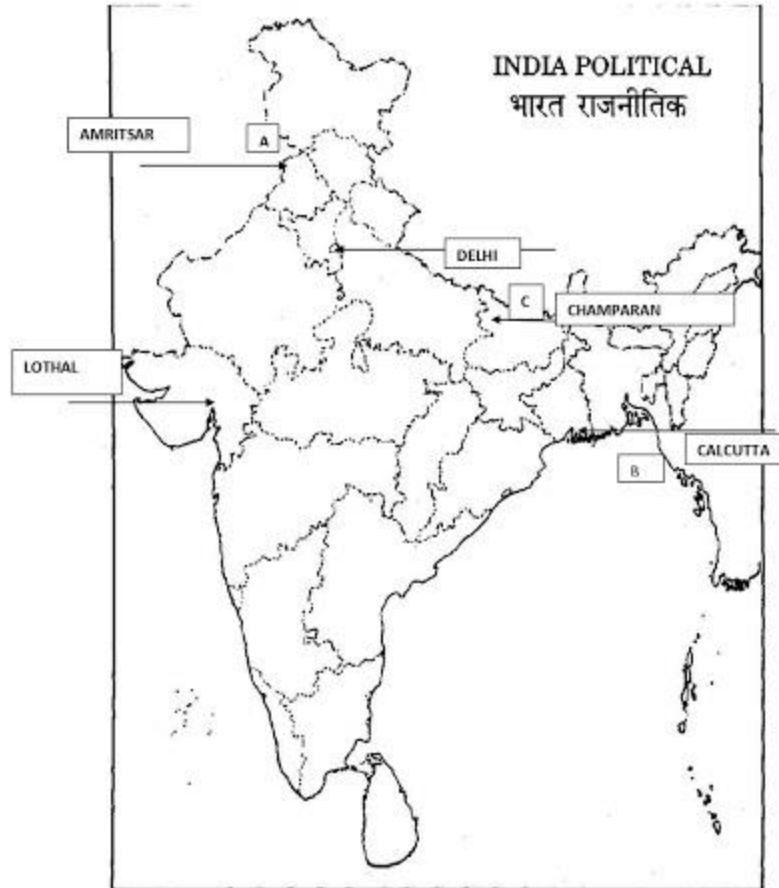 INDIA POLITICAL
भारत राजनीतिक
AMRITSAR
A
DELHI
C
CHAMPARAN
LOTHAL
CALCUTTA
B